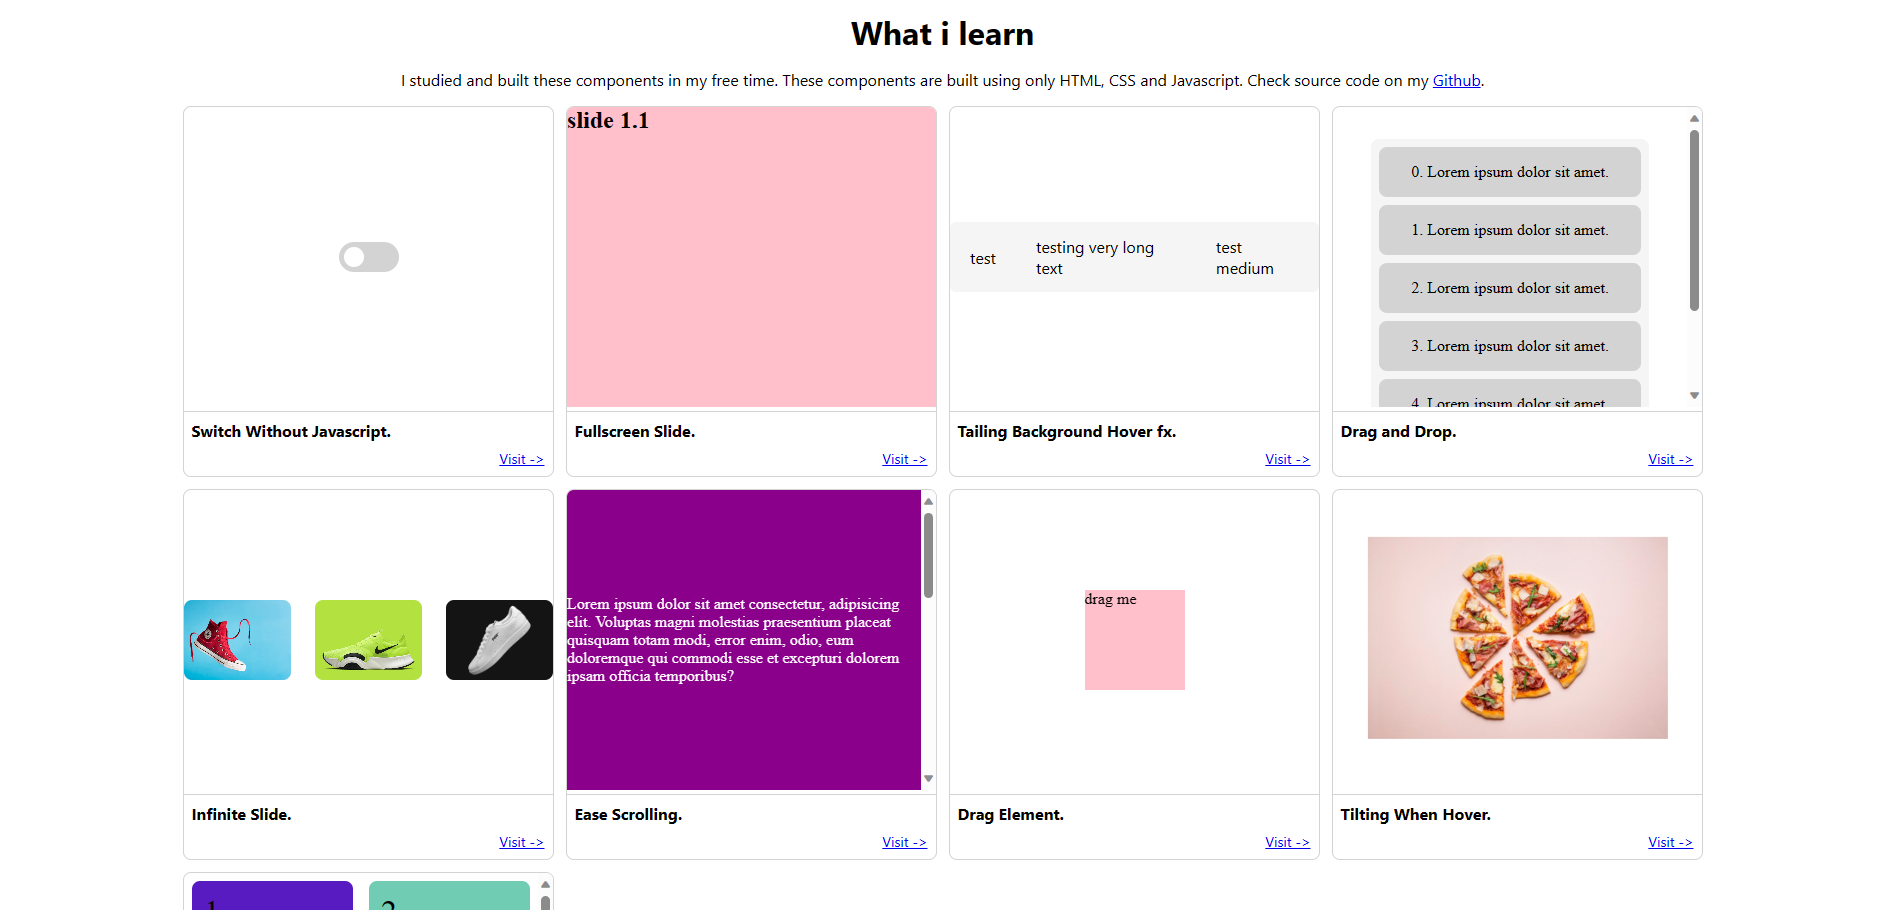 What i learn
I studied and built these components in my free time. These components are built using only HTML, CSS and Javascript. Check source code on my Github.
slide 1.1
test
testing very long
text
test
medium
0. Lorem ipsum dolor sit amet.
1. Lorem ipsum dolor sit amet.
2. Lorem ipsum dolor sit amet.
3. Lorem ipsum dolor sit amet.
4. Lorem ipsum dolor sit amet.
Switch Without Javascript.
Visit ->
Fullscreen Slide.
Visit ->
Tailing Background Hover fx.
Visit ->
Drag and Drop.
Visit ->
Lorem ipsum dolor sit amet consectetur, adipisicing
elit. Voluptas magni molestias praesentium placeat
quisquam totam modi, error enim, odio, eum
doloremque qui commodi esse et excepturi dolorem
ipsam officia temporibus?
drag me
Infinite Slide.
Visit ->
Ease Scrolling.
Visit ->
Drag Element.
Visit ->
Tilting When Hover.
Visit ->
1
2